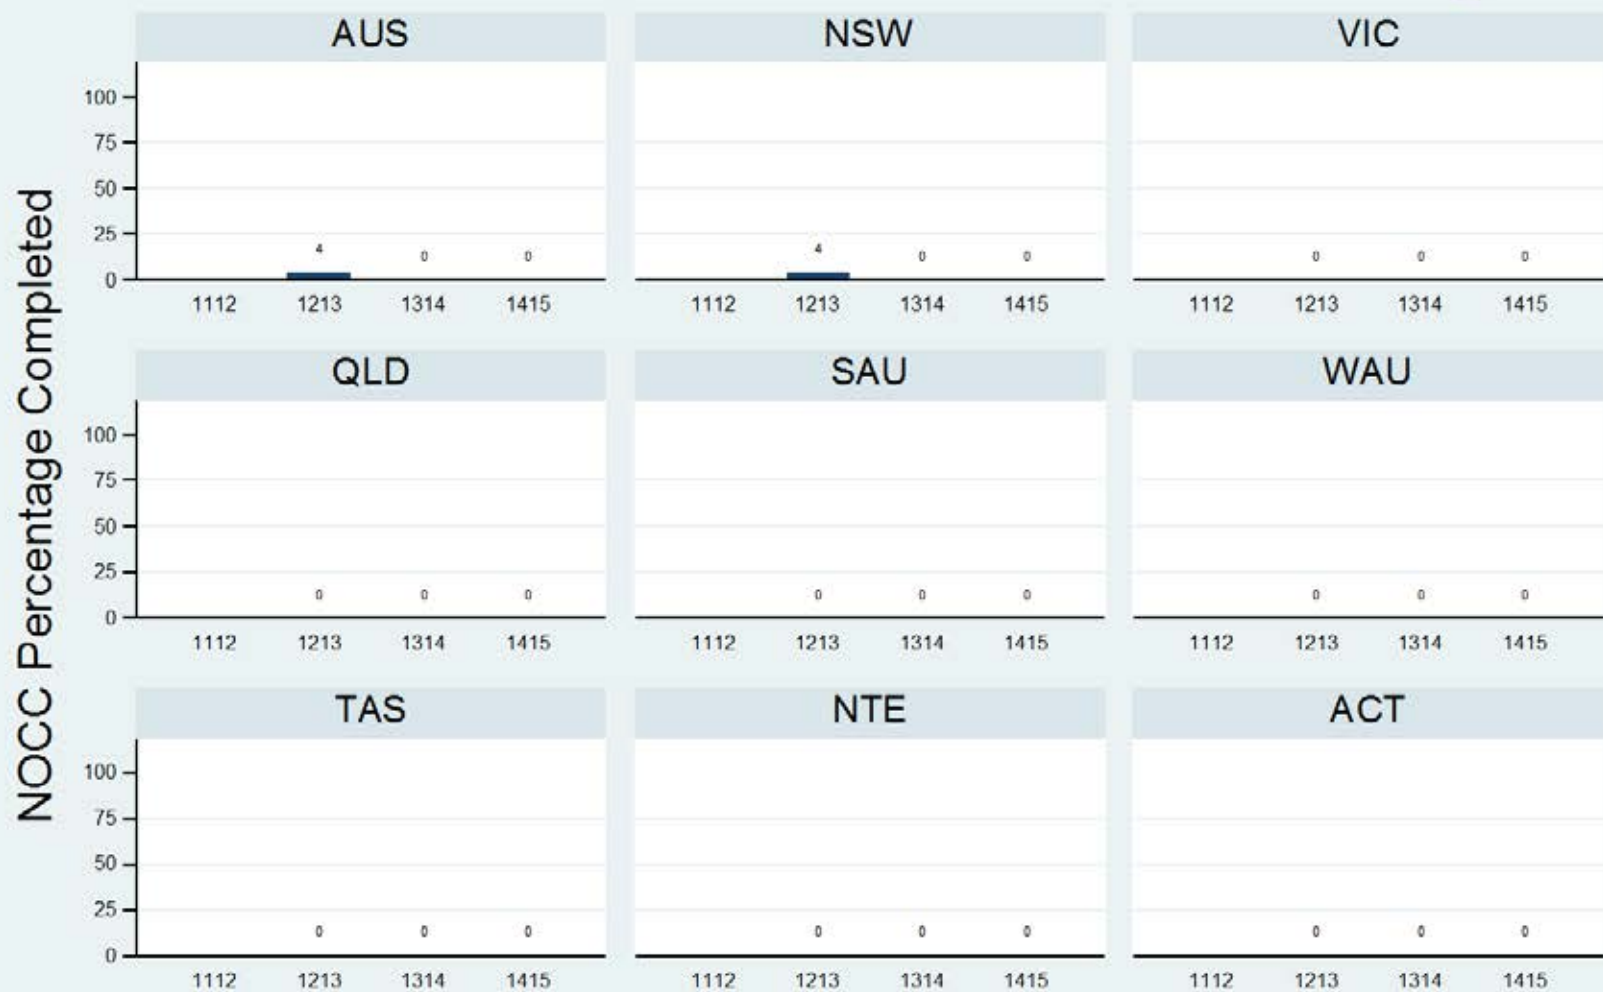 NOCC Percentage Completed
AUS NSW VIC
100
75
50
25
0
4 0 0 4 0 0 0 0 0
1112 1213 1314 1415 1112 1213 1314 1415 1112 1213 1314 1415
QLD SAU WAU
100
75
50
25
0
0 0 0 0 0 0 0 0 0
1112 1213 1314 1415 1112 1213 1314 1415 1112 1213 1314 1415
TAS NTE ACT
100
75
50
25
0
0 0 0 0 0 0 0 0 0
1112 1213 1314 1415 1112 1213 1314 1415 1112 1213 1314 1415